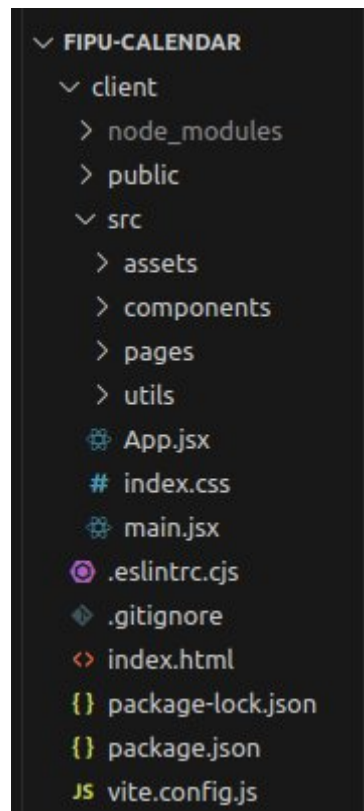 FIPU-CALENDAR
client
node_modules
public
src
assets
components
pages
utils
App.jsx
# index.css
main.jsx
.eslintrc.cjs
.gitignore
<> index.html
{} package-lock.json
{} package.json
JS vite.config.js